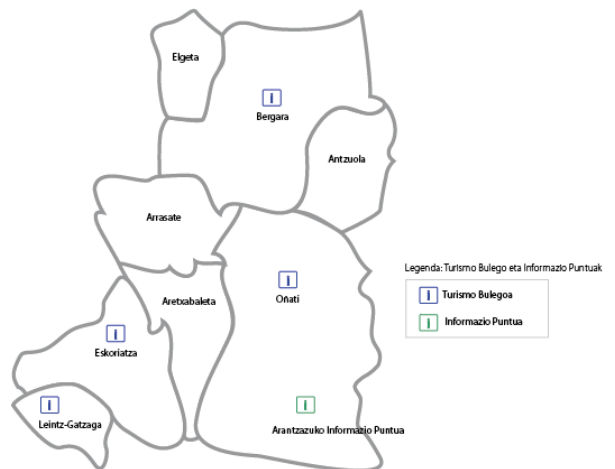 Elgeta
Bergara
Antzuola
Arrasate
Legenda: Turismo Bulego eta Informazio Puntuak
i Turismo Bulegoa
i Informazio Puntua
i
Oñati
Aretxabaleta
i
Eskoriatza
i
Leintz-Gatzaga
i
Arantzazuko Informazio Puntua
i